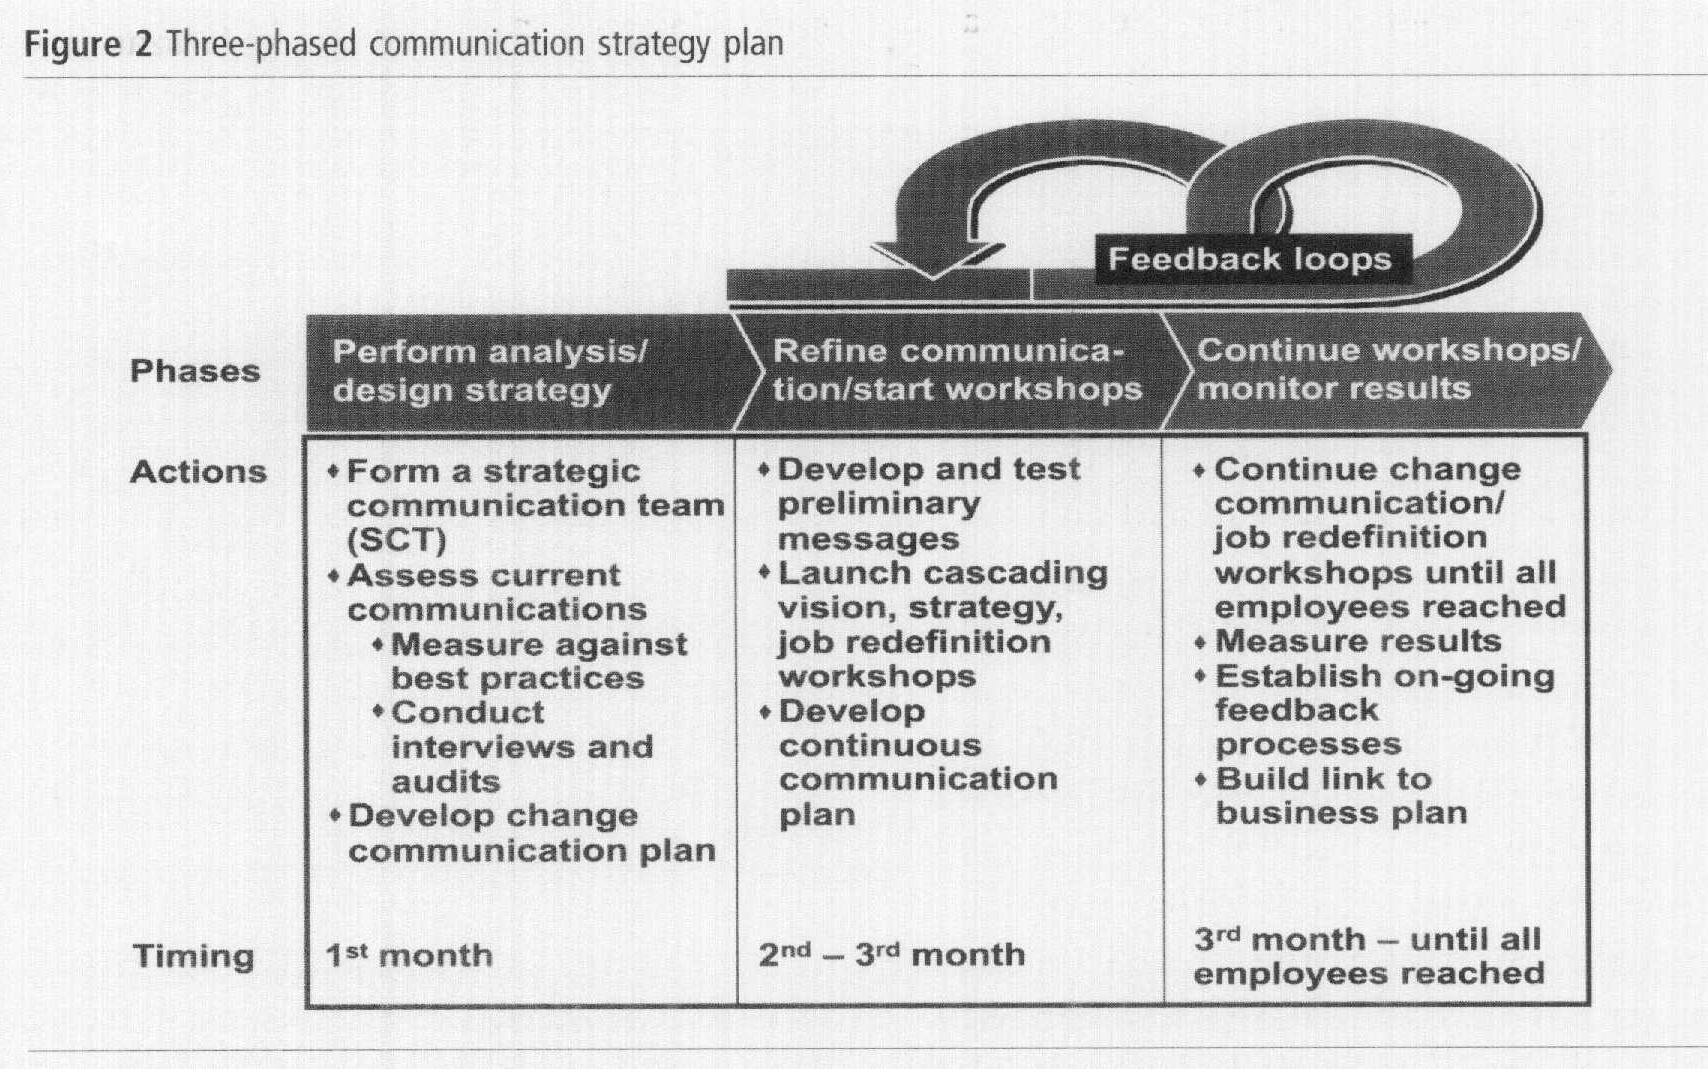 Figure 2 Three-phased communication strategy plan
Feedback loops
Phases
Perform analysis/
design strategy
Refine communica-
tion/start workshops
Continue workshops/
monitor results
Actions
♦ Form a strategic
communication team
(SCT)
♦ Assess current
communications
♦ Measure against
best practices
♦ Conduct
interviews and
audits
♦ Develop change
communication plan
♦ Develop and test
preliminary
messages
♦ Launch cascading
vision, strategy,
job redefinition
workshops
♦ Develop
continuous
communication
plan
♦ Continue change
communication/
job redefinition
workshops until all
employees reached
♦ Measure results
♦ Establish on-going
feedback
processes
♦ Build link to
business plan
Timing
1st month
2nd – 3rd month
3rd month – until all
employees reached